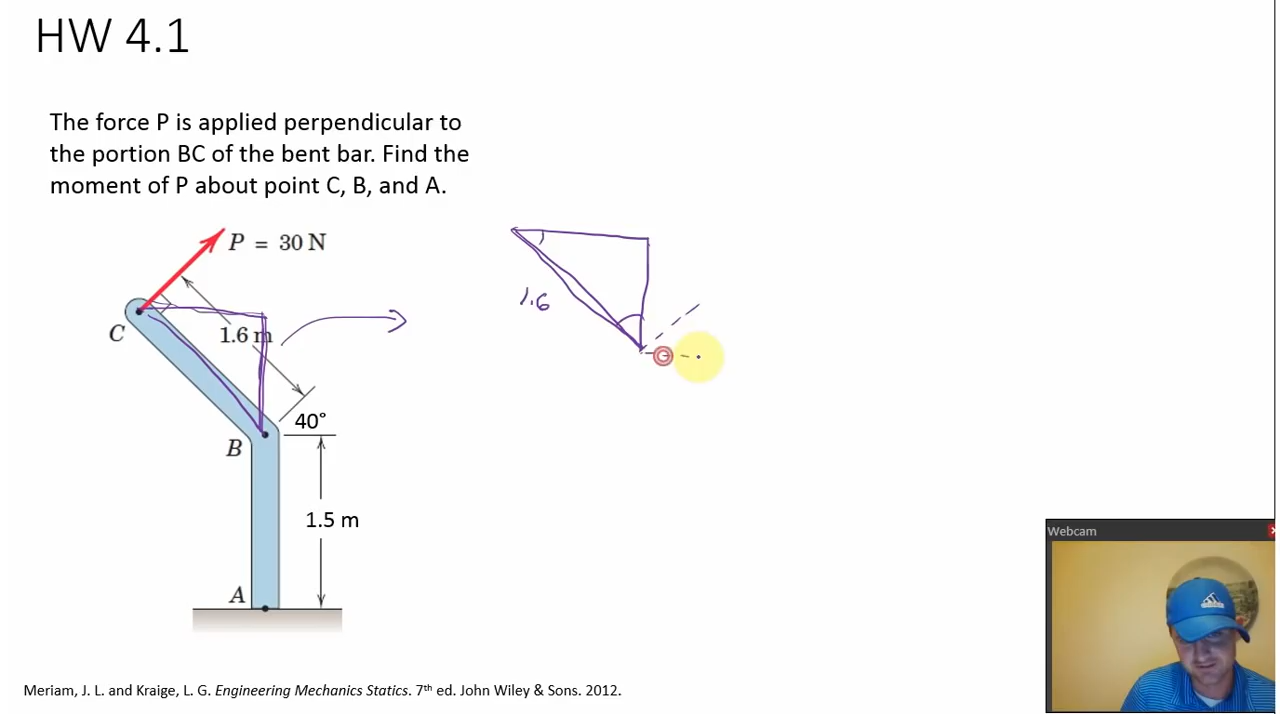 HW 4.1
The force P is applied perpendicular to
the portion BC of the bent bar. Find the
moment of P about point C, B, and A.
P = 30 N
C
1.6 m
1.6
40°
B
1.5 m
A
Webcam
Meriam, J. L. and Kraige, L. G. Engineering Mechanics Statics. 7th ed. John Wiley & Sons. 2012.